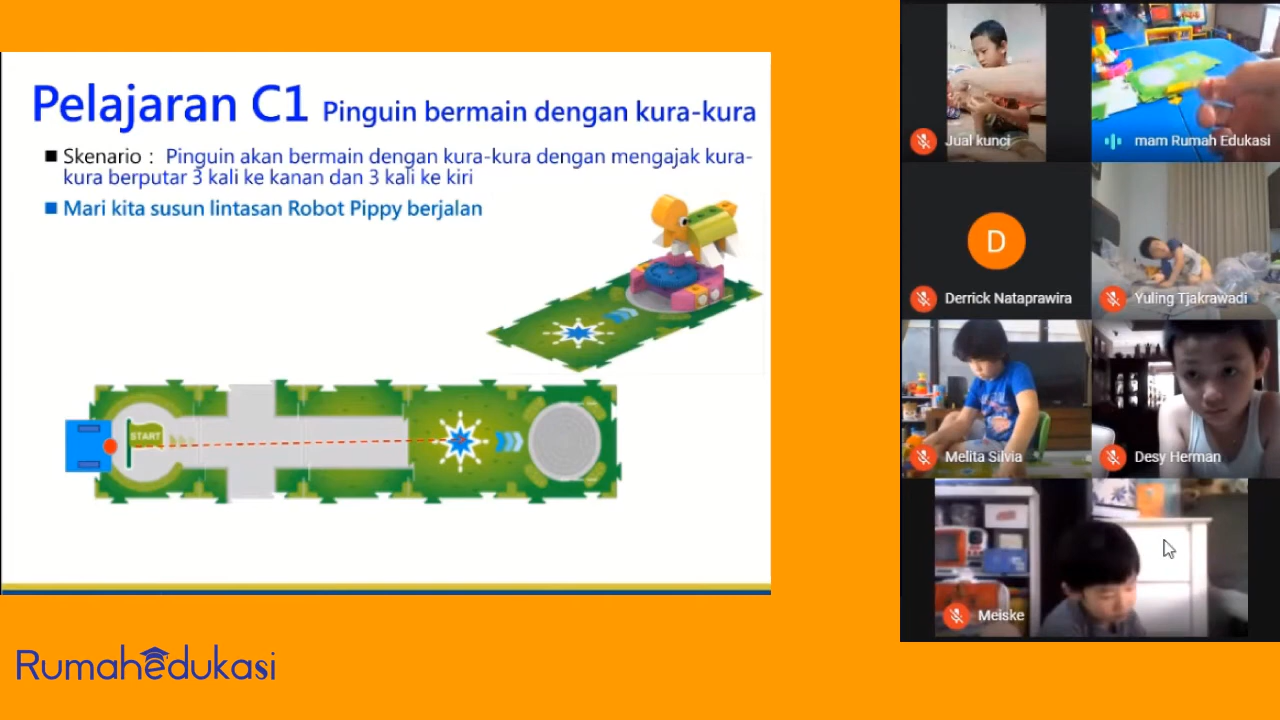 Pelajaran C1 Pinguin bermain dengan kura-kura
Skenario : Pinguin akan bermain dengan kura-kura dengan mengajak kura-
kura berputar 3 kali ke kanan dan 3 kali ke kiri
Mari kita susun lintasan Robot Pippy berjalan
START
RumahEdukasi
Jual kunci
mam Rumah Edukasi
D
Derrick Nataprawira
Yuling Tjakrawadi
Melita Silvia
Desy Herman
Meiske